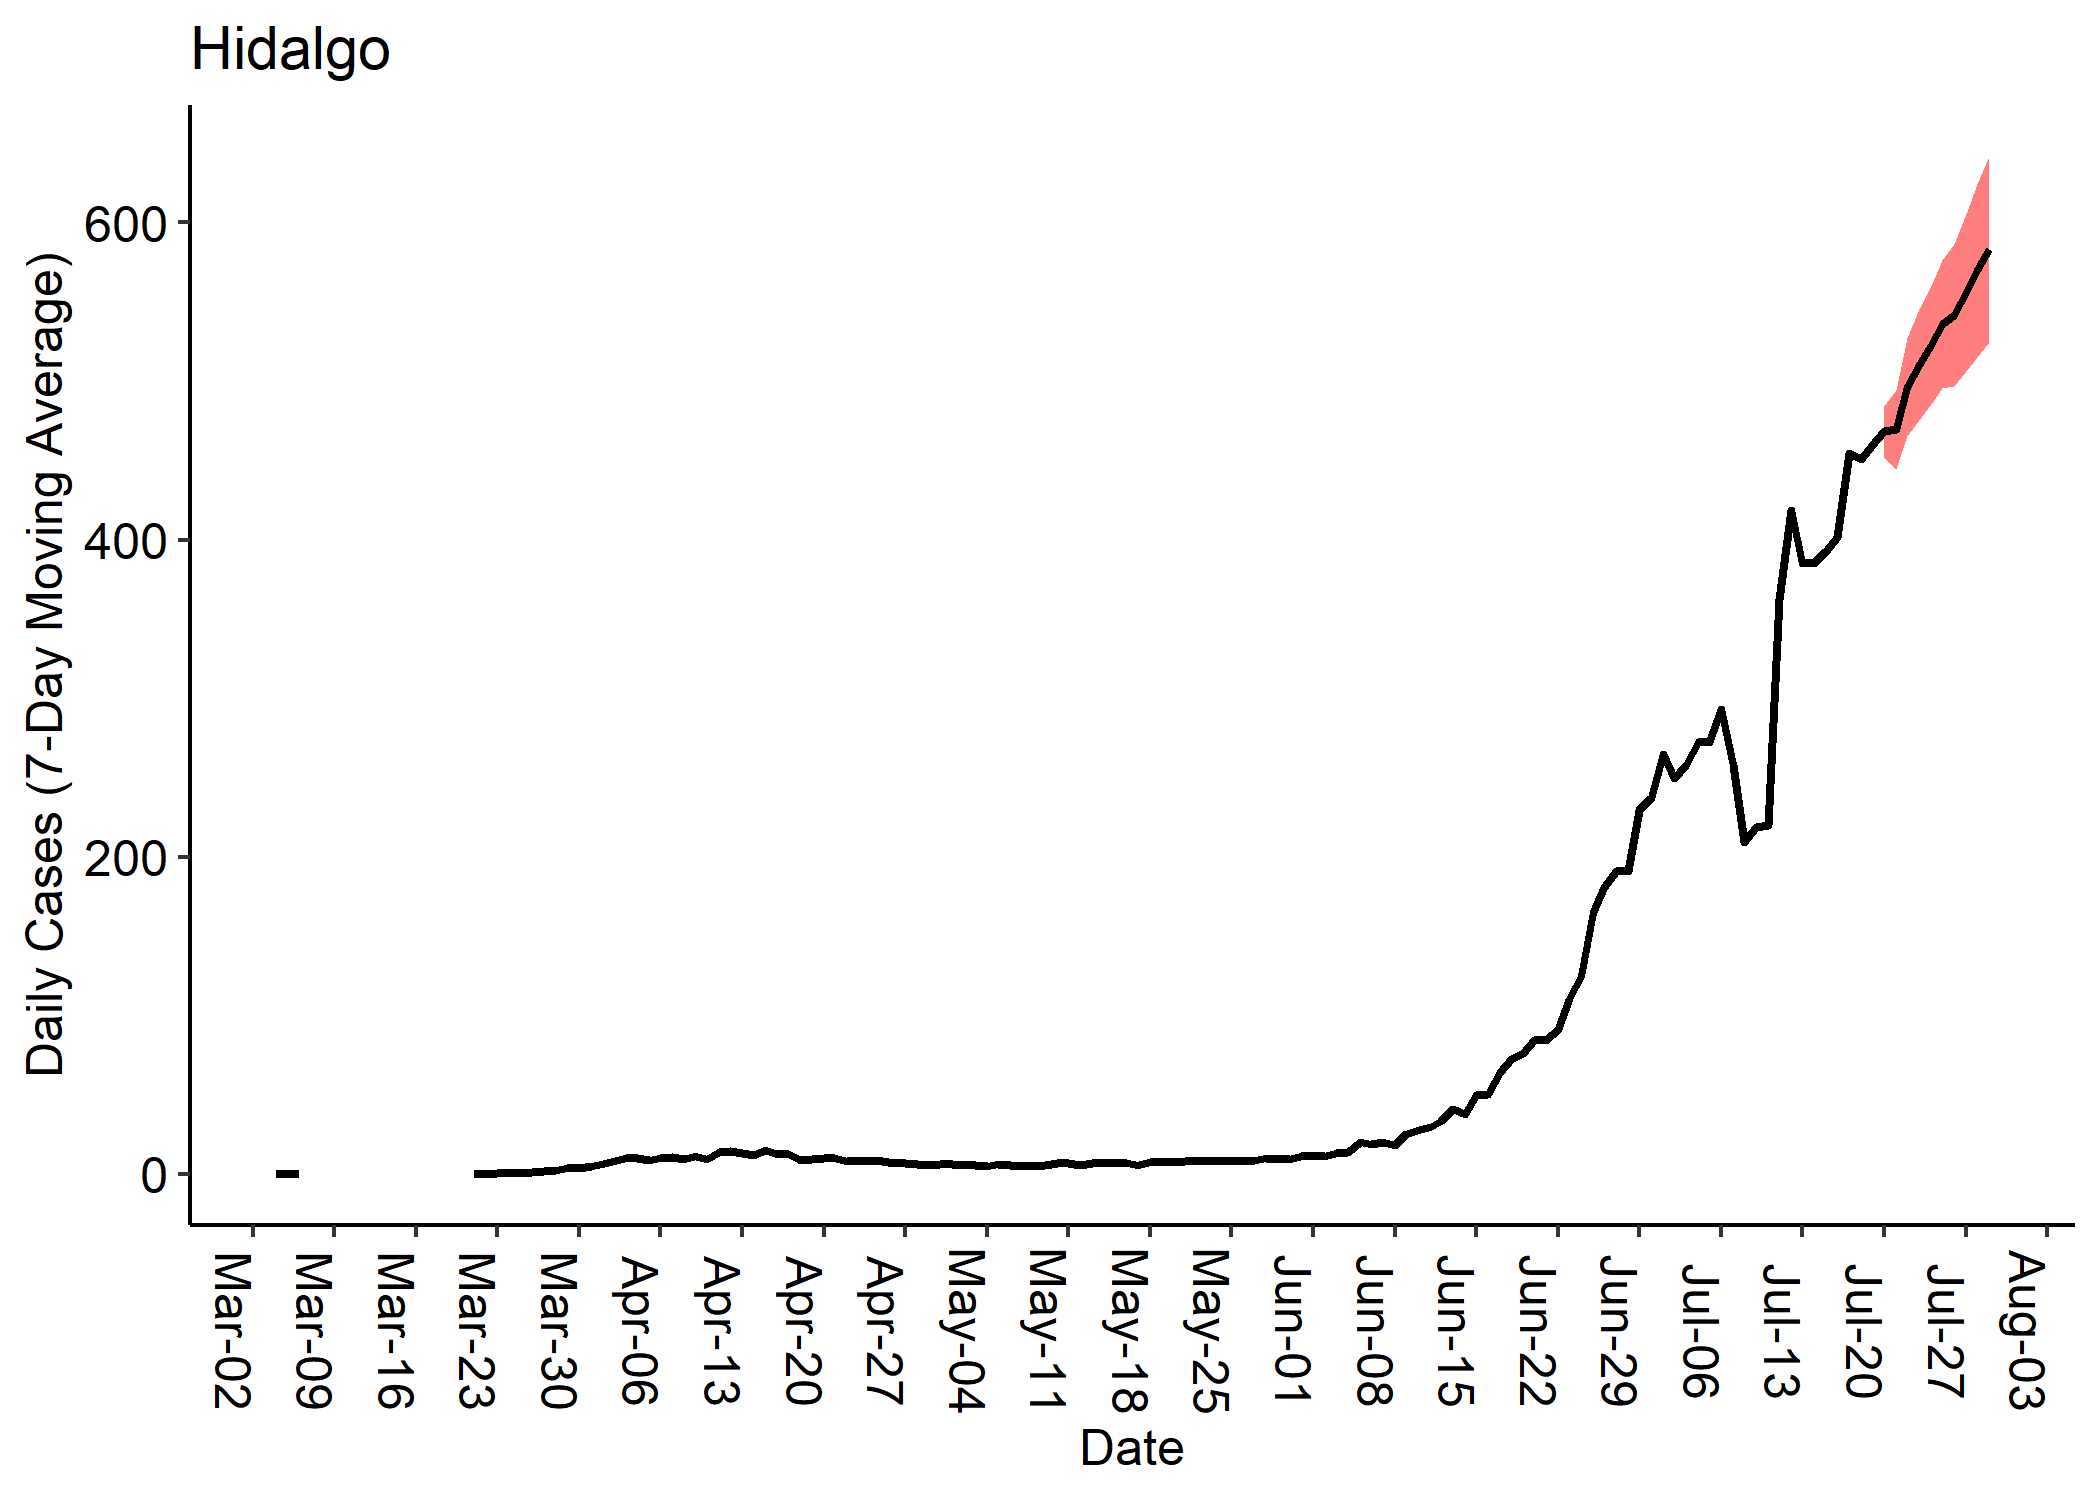 Hidalgo
Daily Cases (7-Day Moving Average)
600
400
200
0
Mar-02
Mar-09
Mar-16
Mar-23
Mar-30
Apr-06
Apr-13
Apr-20
Apr-27
May-04
May-11
May-18
May-25
Jun-01
Jun-08
Jun-15
Jun-22
Jun-29
Jul-06
Jul-13
Jul-20
Jul-27
Aug-03
Date